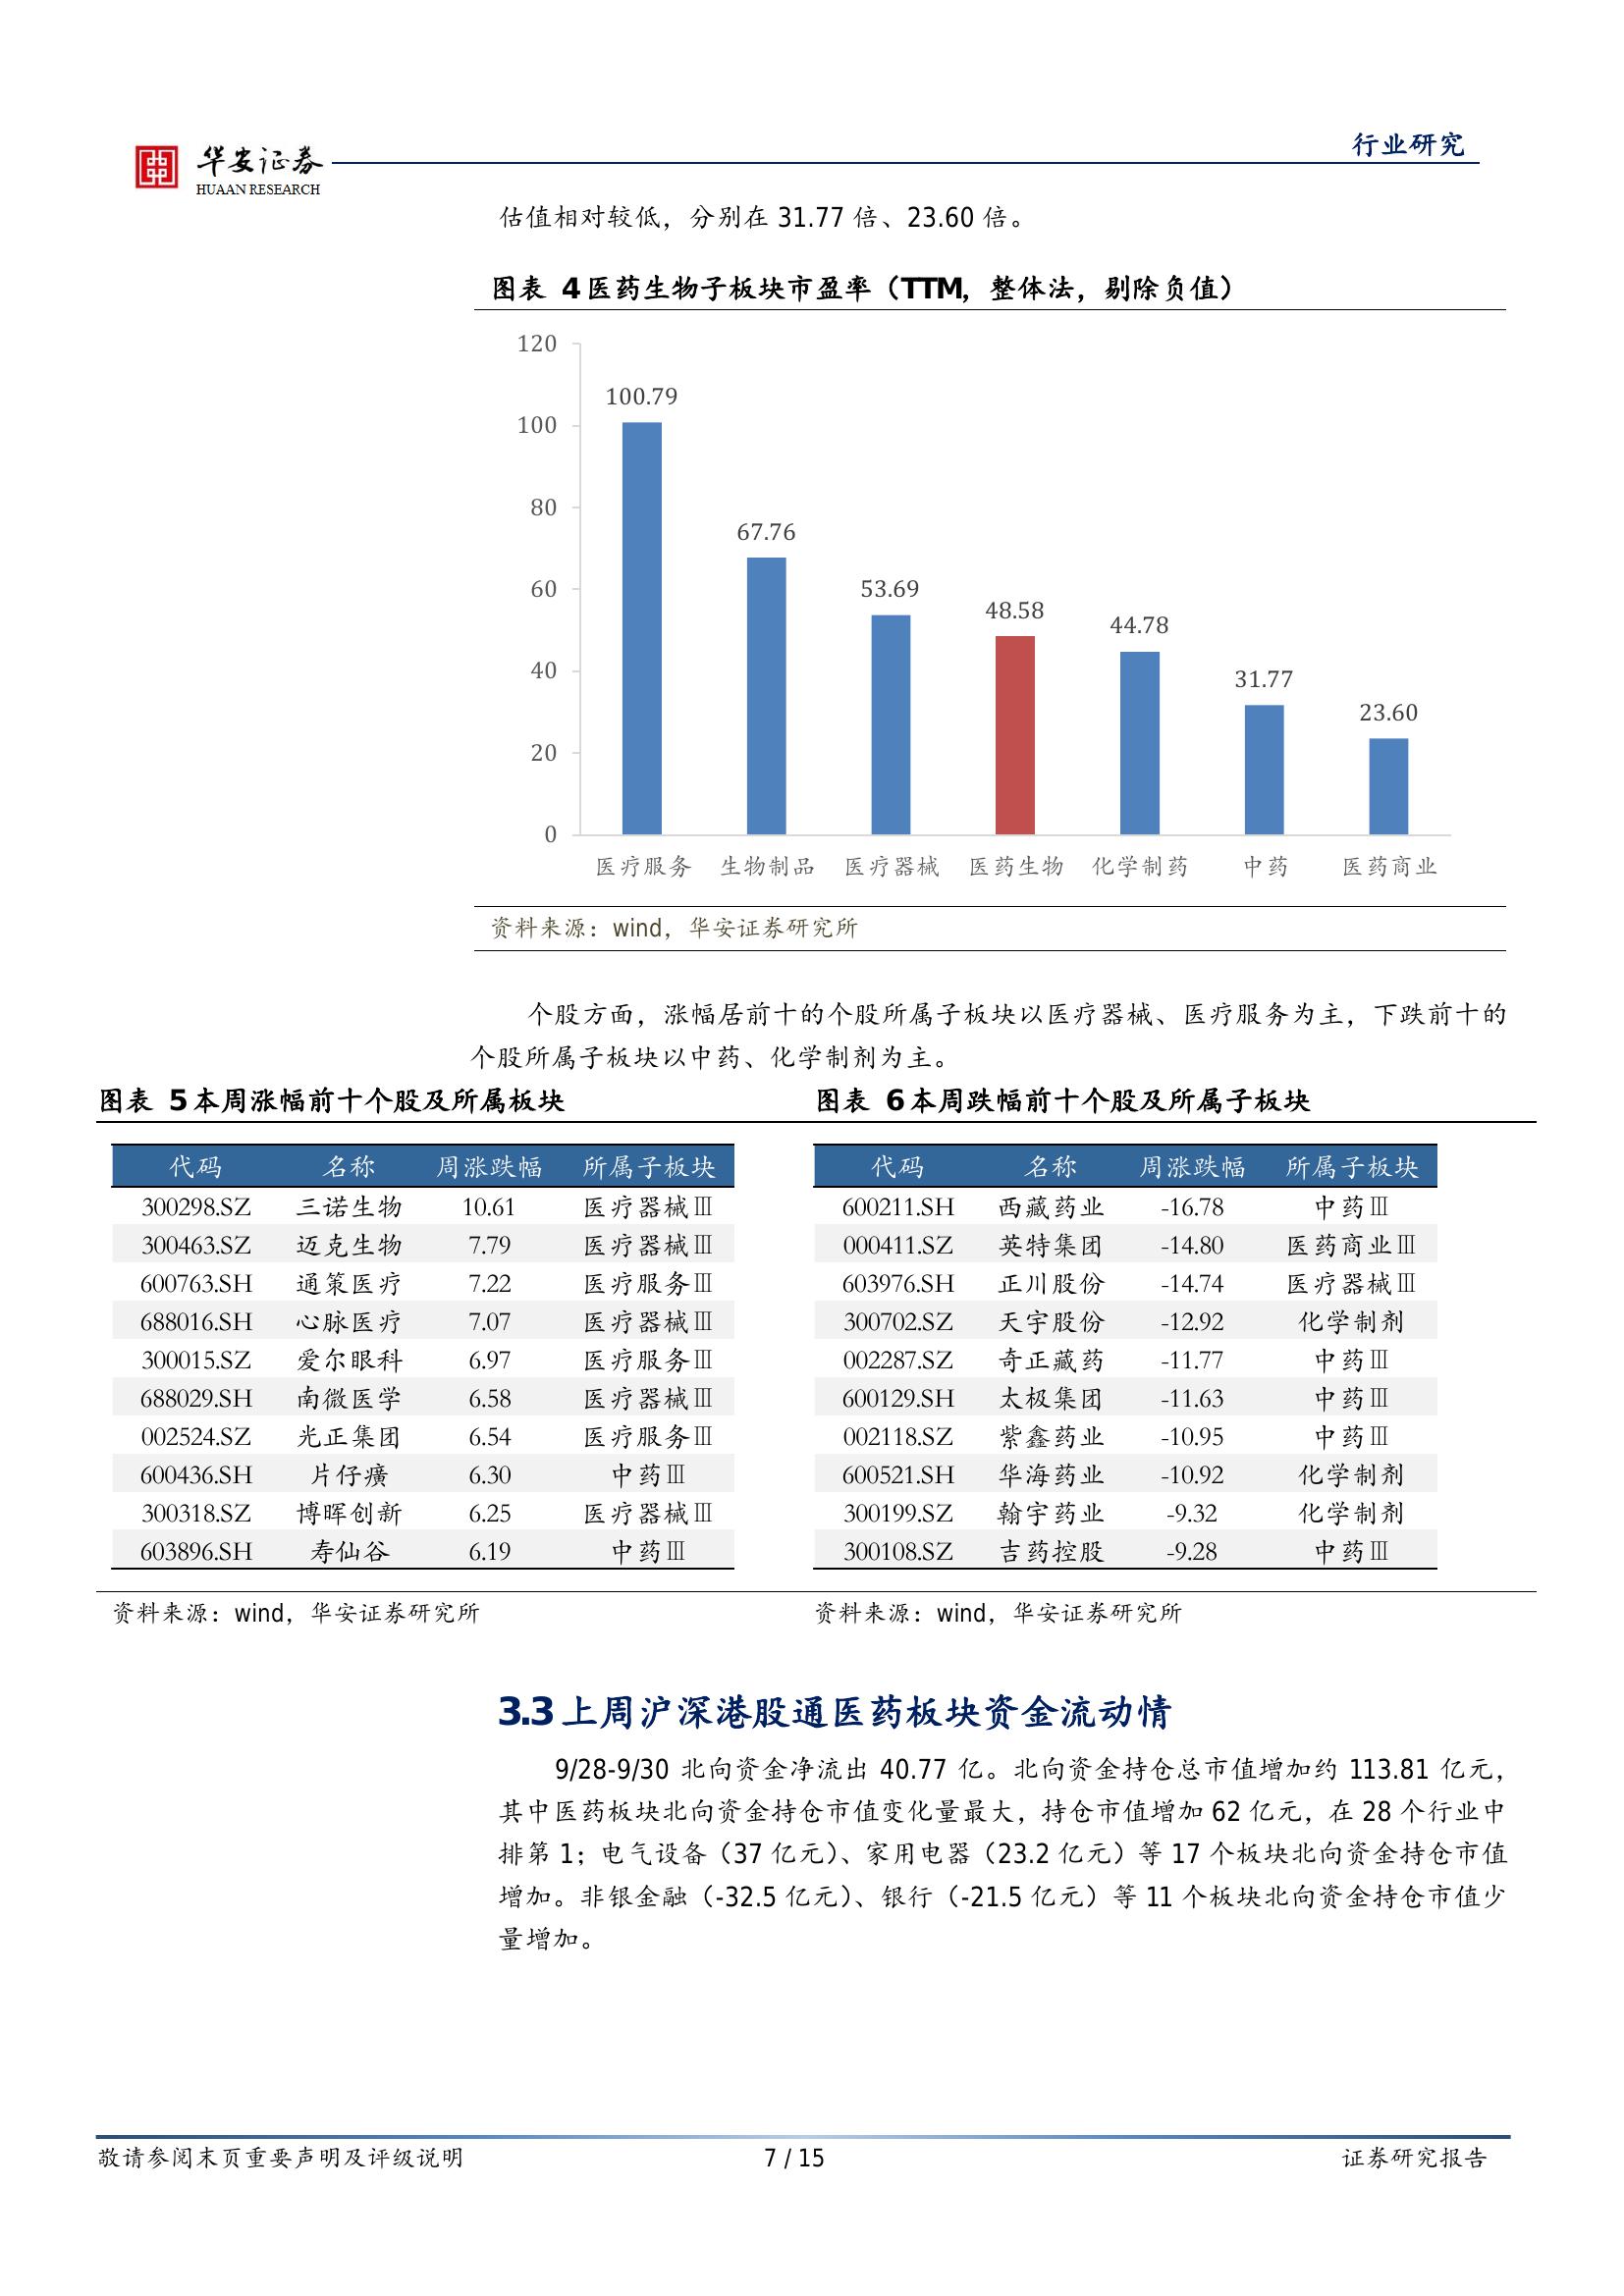 华安证券
HUAAN RESEARCH
行业研究
估值相对较低，分别在 31.77 倍、23.60 倍。
图表 4 医药生物子板块市盈率（TTM，整体法，剔除负值）
120
100
80
60
40
20
0
100.79
67.76
53.69
48.58
44.78
31.77
23.60
医疗服务 生物制品 医疗器械 医药生物 化学制药 中药 医药商业
资料来源：wind，华安证券研究所
个股方面，涨幅居前十的个股所属子板块以医疗器械、医疗服务为主，下跌前十的
个股所属子板块以中药、化学制剂为主。
图表 5 本周涨幅前十个股及所属板块
代码 名称 周涨跌幅 所属子板块
300298.SZ 三诺生物 10.61 医疗器械Ⅲ
300463.SZ 迈克生物 7.79 医疗器械Ⅲ
600763.SH 通策医疗 7.22 医疗服务Ⅲ
688016.SH 心脉医疗 7.07 医疗器械Ⅲ
300015.SZ 爱尔眼科 6.97 医疗服务Ⅲ
688029.SH 南微医学 6.58 医疗器械Ⅲ
002524.SZ 光正集团 6.54 医疗服务Ⅲ
600436.SH 片仔癀 6.30 中药Ⅲ
300318.SZ 博晖创新 6.25 医疗器械Ⅲ
603896.SH 寿仙谷 6.19 中药Ⅲ
资料来源：wind，华安证券研究所
图表 6 本周跌幅前十个股及所属子板块
代码 名称 周涨跌幅 所属子板块
600211.SH 西藏药业 -16.78 中药Ⅲ
000411.SZ 英特集团 -14.80 医药商业Ⅲ
603976.SH 正川股份 -14.74 医疗器械Ⅲ
300702.SZ 天宇股份 -12.92 化学制剂
002287.SZ 奇正藏药 -11.77 中药Ⅲ
600129.SH 太极集团 -11.63 中药Ⅲ
002118.SZ 紫鑫药业 -10.95 中药Ⅲ
600521.SH 华海药业 -10.92 化学制剂
300199.SZ 翰宇药业 -9.32 化学制剂
300108.SZ 吉药控股 -9.28 中药Ⅲ
资料来源：wind，华安证券研究所
3.3 上周沪深港股通医药板块资金流动情
9/28-9/30 北向资金净流出 40.77 亿。北向资金持仓总市值增加约 113.81 亿元，
其中医药板块北向资金持仓市值变化量最大，持仓市值增加 62 亿元，在 28 个行业中
排第 1；电气设备（37 亿元）、家用电器（23.2 亿元）等 17 个板块北向资金持仓市值
增加。非银金融（-32.5 亿元）、银行（-21.5 亿元）等 11 个板块北向资金持仓市值少
量增加。
敬请参阅末页重要声明及评级说明
7 / 15
证券研究报告